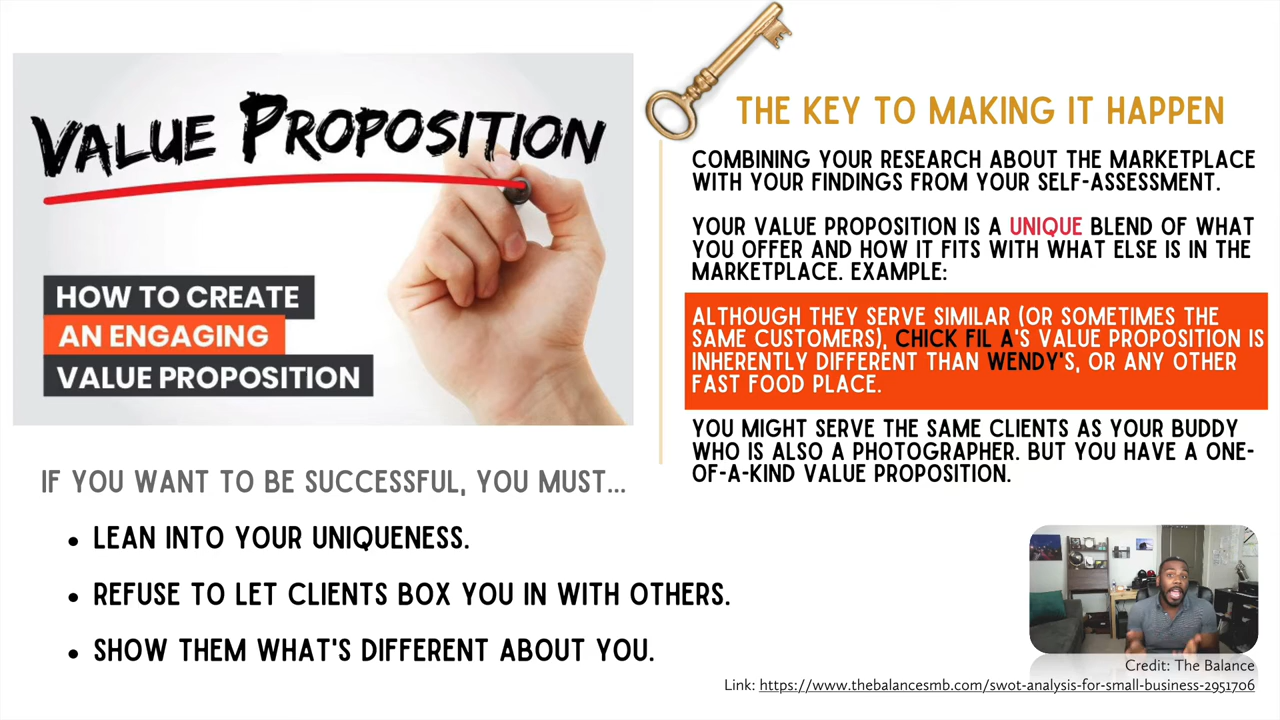 VALUE PROPOSITION
HOW TO CREATE
AN ENGAGING
VALUE PROPOSITION
IF YOU WANT TO BE SUCCESSFUL, YOU MUST...
• LEAN INTO YOUR UNIQUENESS.
• REFUSE TO LET CLIENTS BOX YOU IN WITH OTHERS.
• SHOW THEM WHAT'S DIFFERENT ABOUT YOU.
THE KEY TO MAKING IT HAPPEN
COMBINING YOUR RESEARCH ABOUT THE MARKETPLACE
WITH YOUR FINDINGS FROM YOUR SELF-ASSESSMENT.
YOUR VALUE PROPOSITION IS A UNIQUE BLEND OF WHAT
YOU OFFER AND HOW IT FITS WITH WHAT ELSE IS IN THE
MARKETPLACE. EXAMPLE:
ALTHOUGH THEY SERVE SIMILAR (OR SOMETIMES THE
SAME CUSTOMERS), CHICK FIL A'S VALUE PROPOSITION IS
INHERENTLY DIFFERENT THAN WENDY'S, OR ANY OTHER
FAST FOOD PLACE.
YOU MIGHT SERVE THE SAME CLIENTS AS YOUR BUDDY
WHO IS ALSO A PHOTOGRAPHER. BUT YOU HAVE A ONE-
OF-A-KIND VALUE PROPOSITION.
Credit: The Balance
Link: https://www.thebalancesmb.com/swot-analysis-for-small-business-2951706